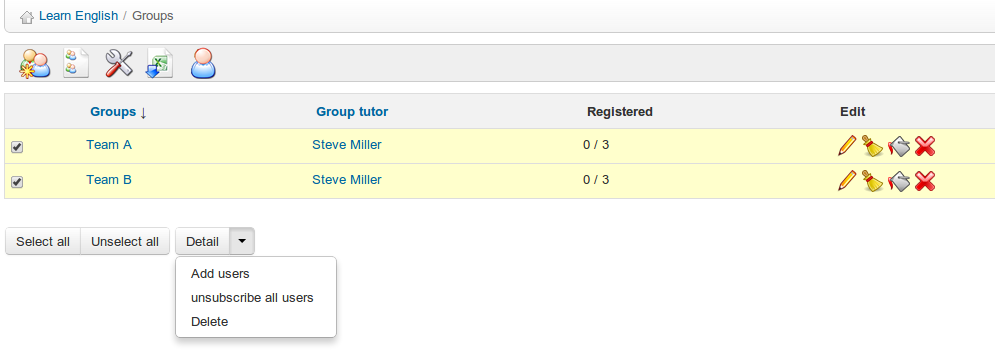 Learn English / Groups
Groups ↓ Group tutor Registered Edit
Team A Steve Miller 0 / 3
Team B Steve Miller 0 / 3
Select all Unselect all Detail
Add users
unsubscribe all users
Delete